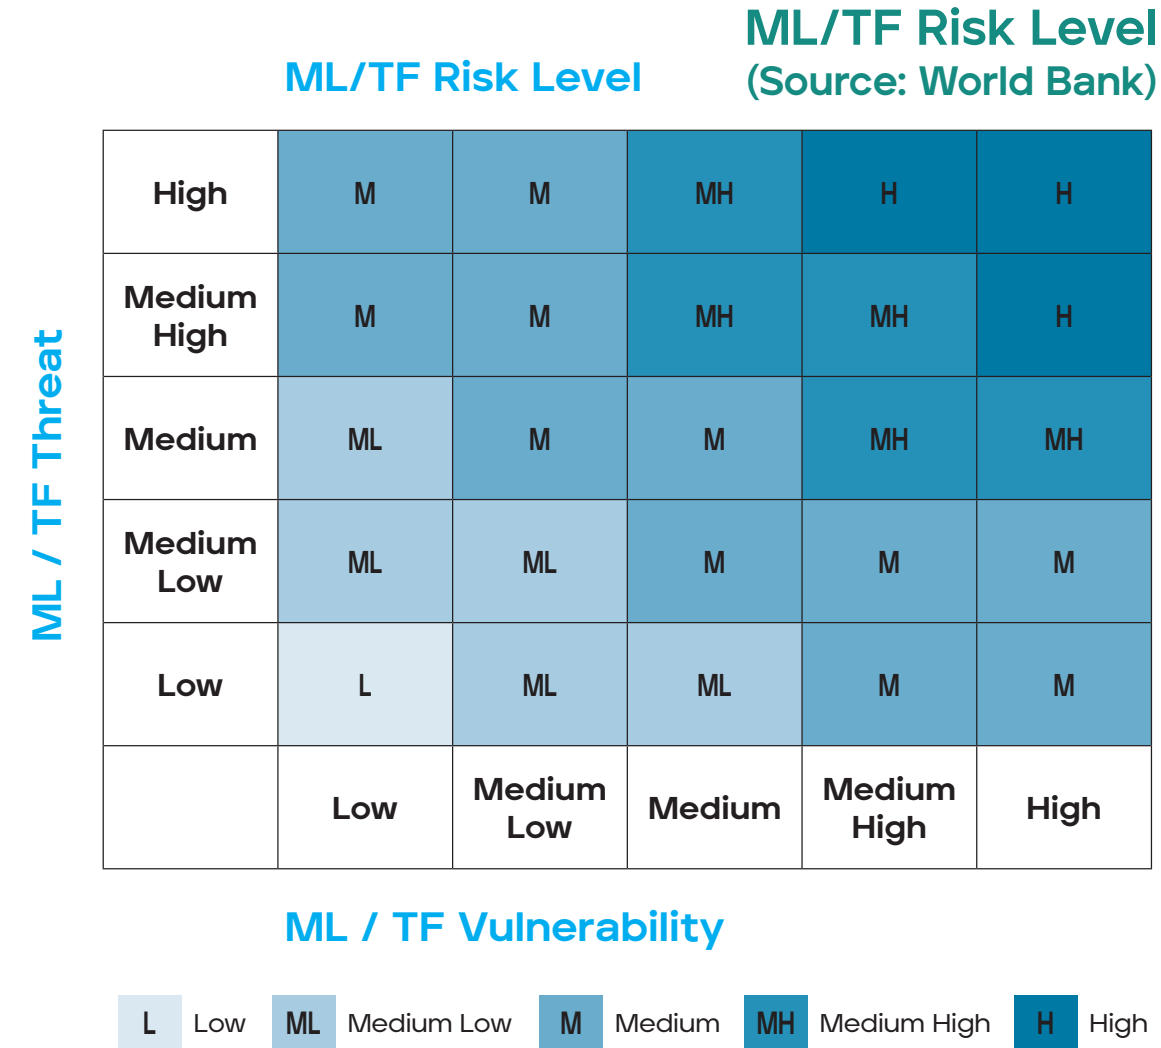 ML/TF Risk Level
(Source: World Bank)
ML/TF Risk Level
ML / TF Threat
High M M MH H H
Medium
High M M MH MH H
Medium ML M M MH MH
Medium
Low ML ML M M M
Low L ML ML M M
Low Medium
Low Medium Medium
High High
ML / TF Vulnerability
L Low ML Medium Low M Medium MH Medium High H High